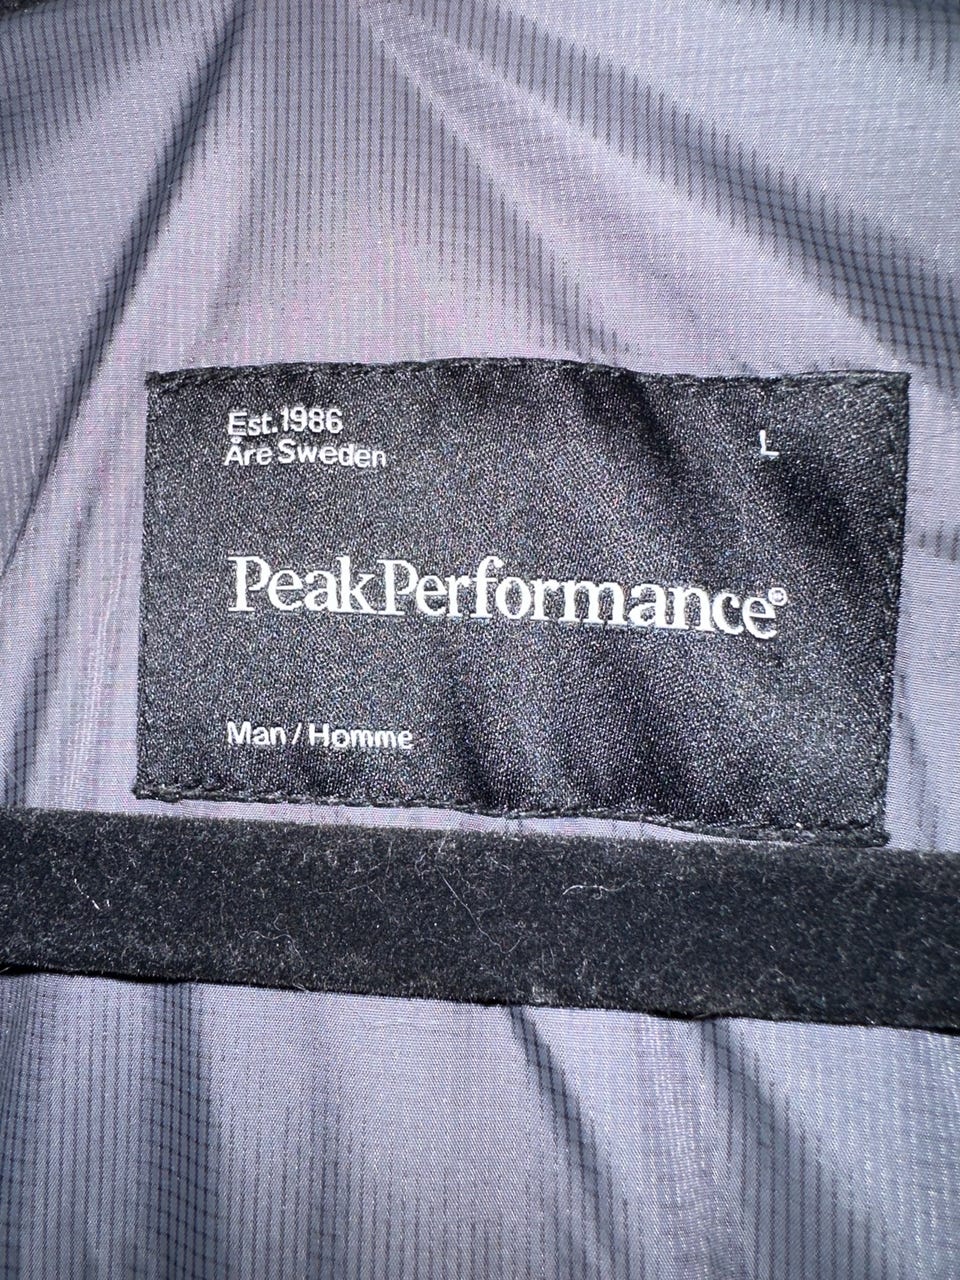 Est.1986
Åre Sweden
L
PeakPerformance®
Man / Homme